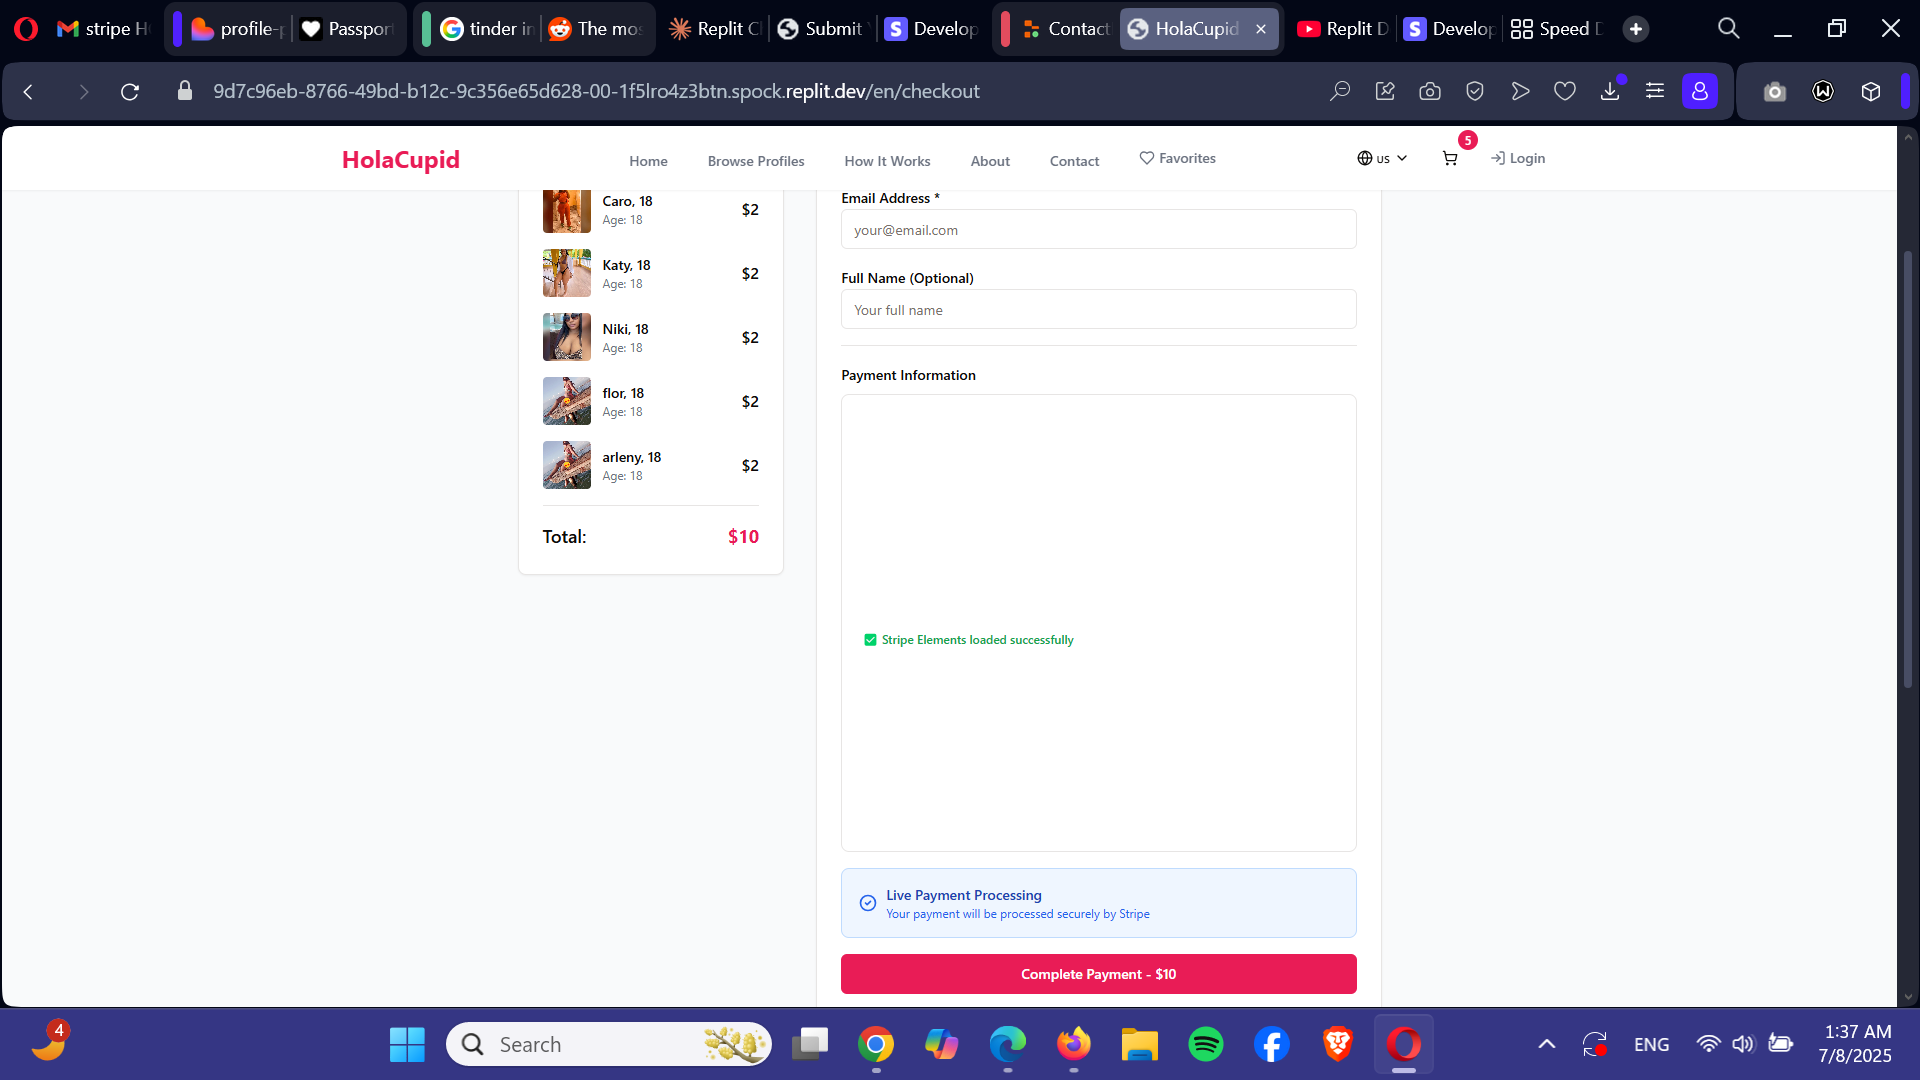 stripe H
profile-p
Passpor
tinder in
The mos
Replit Cl
Submit
Develop
Contact
HolaCupid
Replit D
Develop
Speed D
9d7c96eb-8766-49bd-b12c-9c356e65d628-00-1f5lro4z3btn.spock.replit.dev/en/checkout
HolaCupid
Home
Browse Profiles
How It Works
About
Contact
Favorites
us
5
Login
Caro, 18
Age: 18
$2
Katy, 18
Age: 18
$2
Niki, 18
Age: 18
$2
flor, 18
Age: 18
$2
arleny, 18
Age: 18
$2
Total:
$10
Email Address *
your@email.com
Full Name (Optional)
Your full name
Payment Information
Stripe Elements loaded successfully
Live Payment Processing
Your payment will be processed securely by Stripe
Complete Payment - $10
4
Search
ENG
1:37 AM
7/8/2025